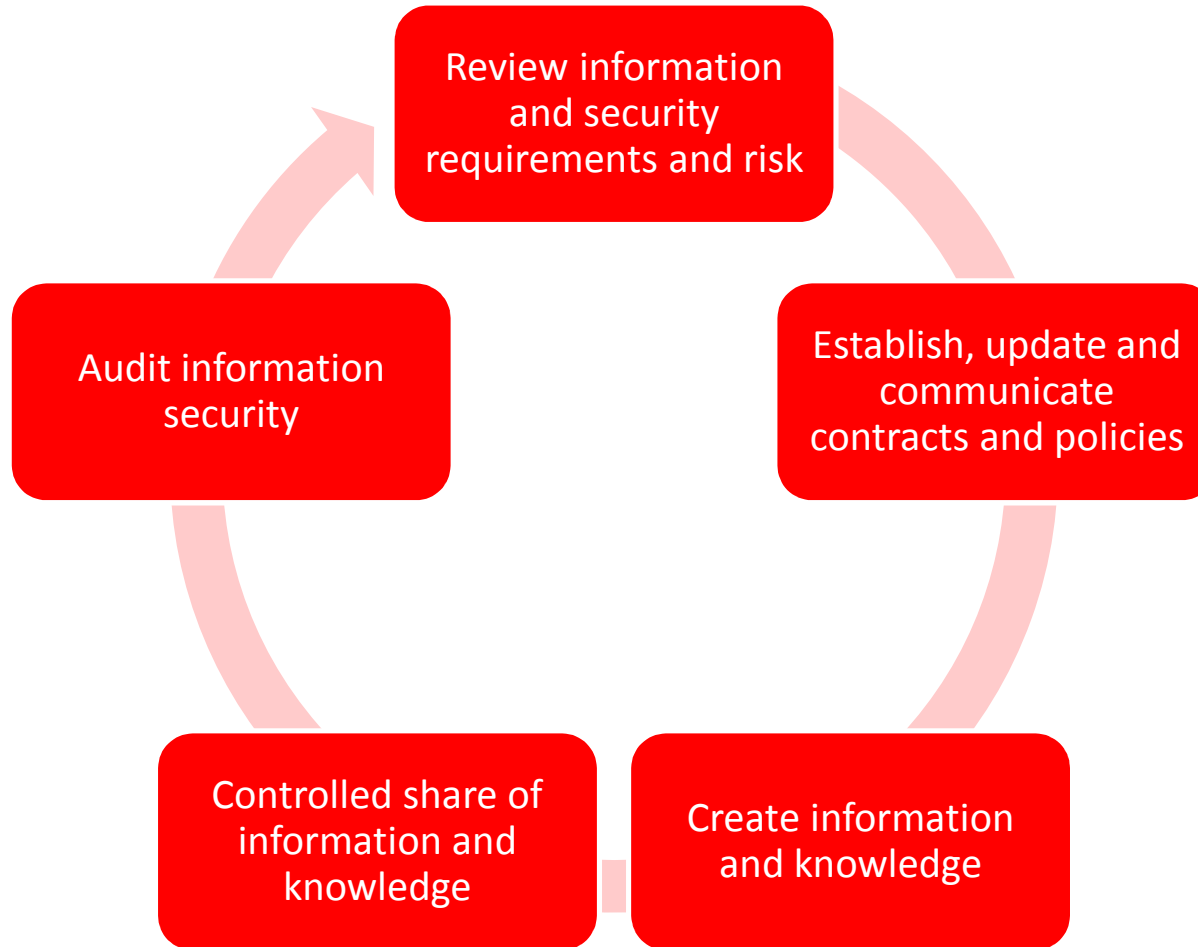 Review information
and security
requirements and risk
Establish, update and
communicate
contracts and policies
Create information
and knowledge
Controlled share of
information and
knowledge
Audit information
security